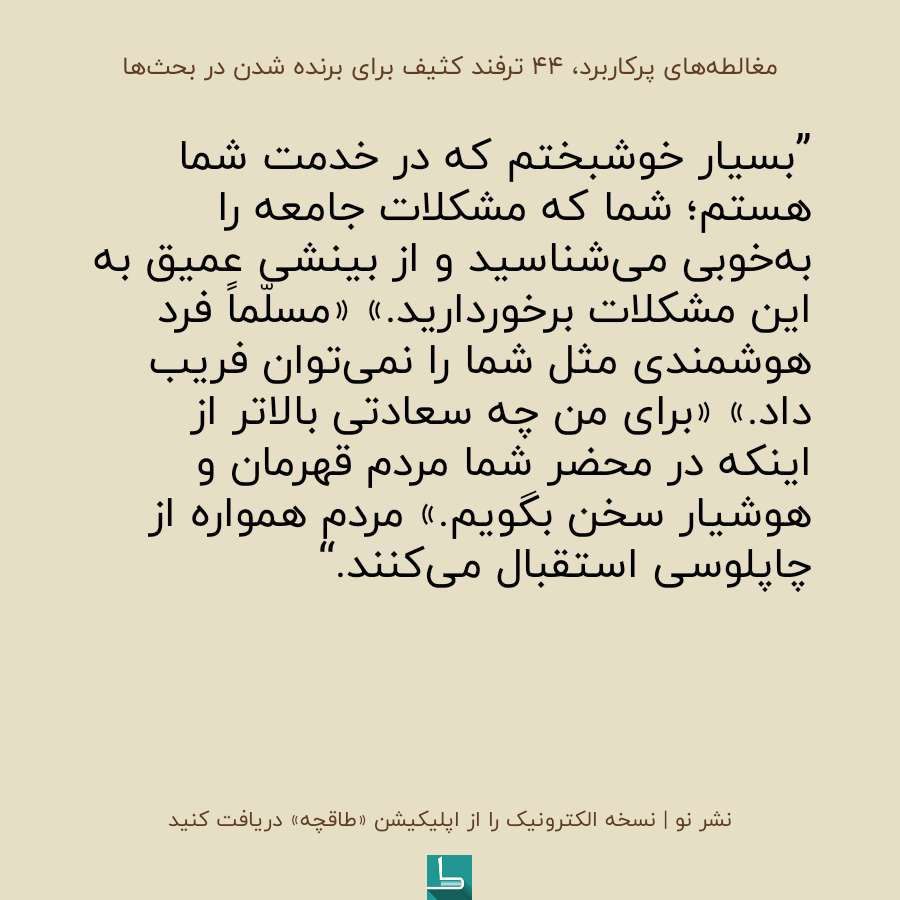 مغالطه‌های پرکاربرد، ۴۴ ترفند کثیف برای برنده شدن در بحث‌ها
”بسیار خوشبختم که در خدمت شما
هستم؛ شما که مشکلات جامعه را
به‌خوبی می‌شناسید و از بینشی عمیق به
این مشکلات برخوردارید.» «مسلّماً فرد
هوشمندی مثل شما را نمی‌توان فریب
داد.» «برای من چه سعادتی بالاتر از
اینکه در محضر شما مردم قهرمان و
هوشیار سخن بگویم.» مردم همواره از
چاپلوسی استقبال می‌کنند.“
نشر نو | نسخه الکترونیک را از اپلیکیشن «طاقچه» دریافت کنید